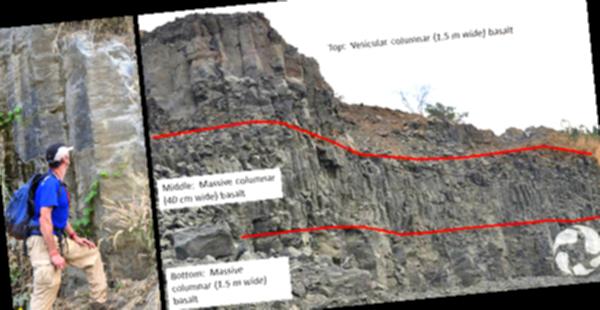 Top: Vesicular columnar (1.5 m wide) basalt
Middle: Massive columnar
(40 cm wide) basalt
Bottom: Massive
columnar (1.5 m wide)
basalt